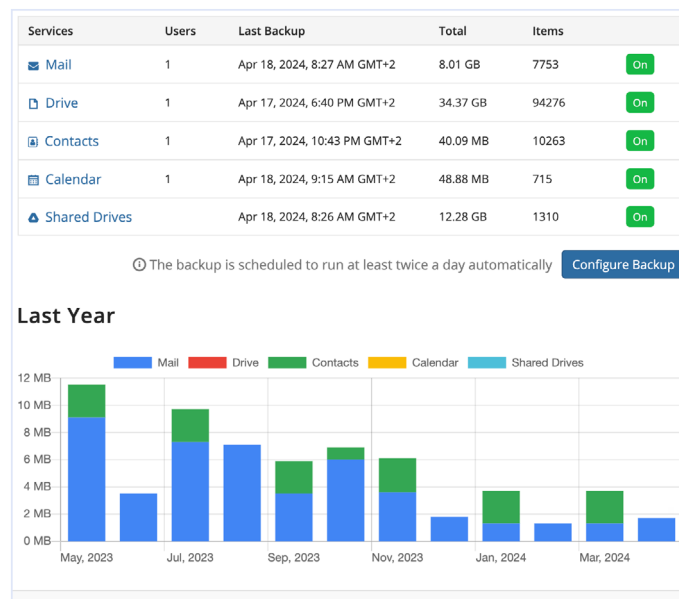 Services Users Last Backup Total Items
Mail 1 Apr 18, 2024, 8:27 AM GMT+2 8.01 GB 7753 On
Drive 1 Apr 17, 2024, 6:40 PM GMT+2 34.37 GB 94276 On
Contacts 1 Apr 17, 2024, 10:43 PM GMT+2 40.09 MB 10263 On
Calendar 1 Apr 18, 2024, 9:15 AM GMT+2 48.88 MB 715 On
Shared Drives Apr 18, 2024, 8:26 AM GMT+2 12.28 GB 1310 On
The backup is scheduled to run at least twice a day automatically Configure Backup
Last Year
Mail Drive Contacts Calendar Shared Drives
12 MB
10 MB
8 MB
6 MB
4 MB
2 MB
0 MB
May, 2023 Jul, 2023 Sep, 2023 Nov, 2023 Jan, 2024 Mar, 2024